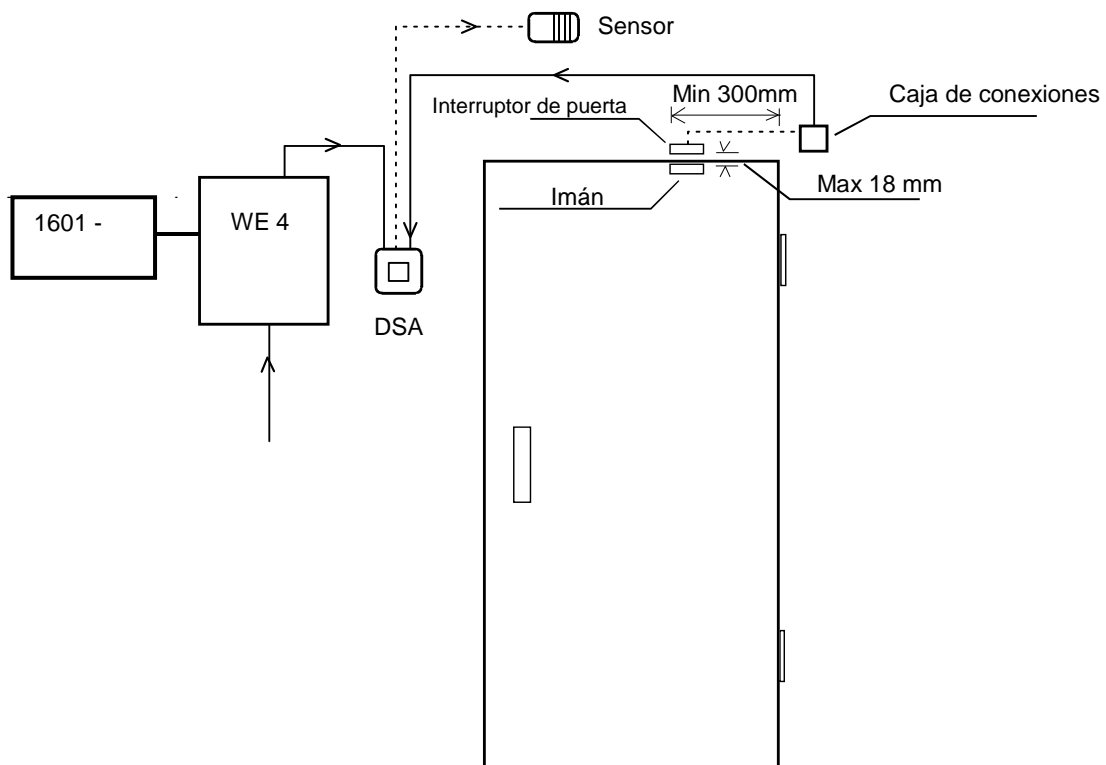 Sensor
Min 300mm
Caja de conexiones
Interruptor de puerta
Max 18 mm
Imán
1601 -
WE 4
DSA